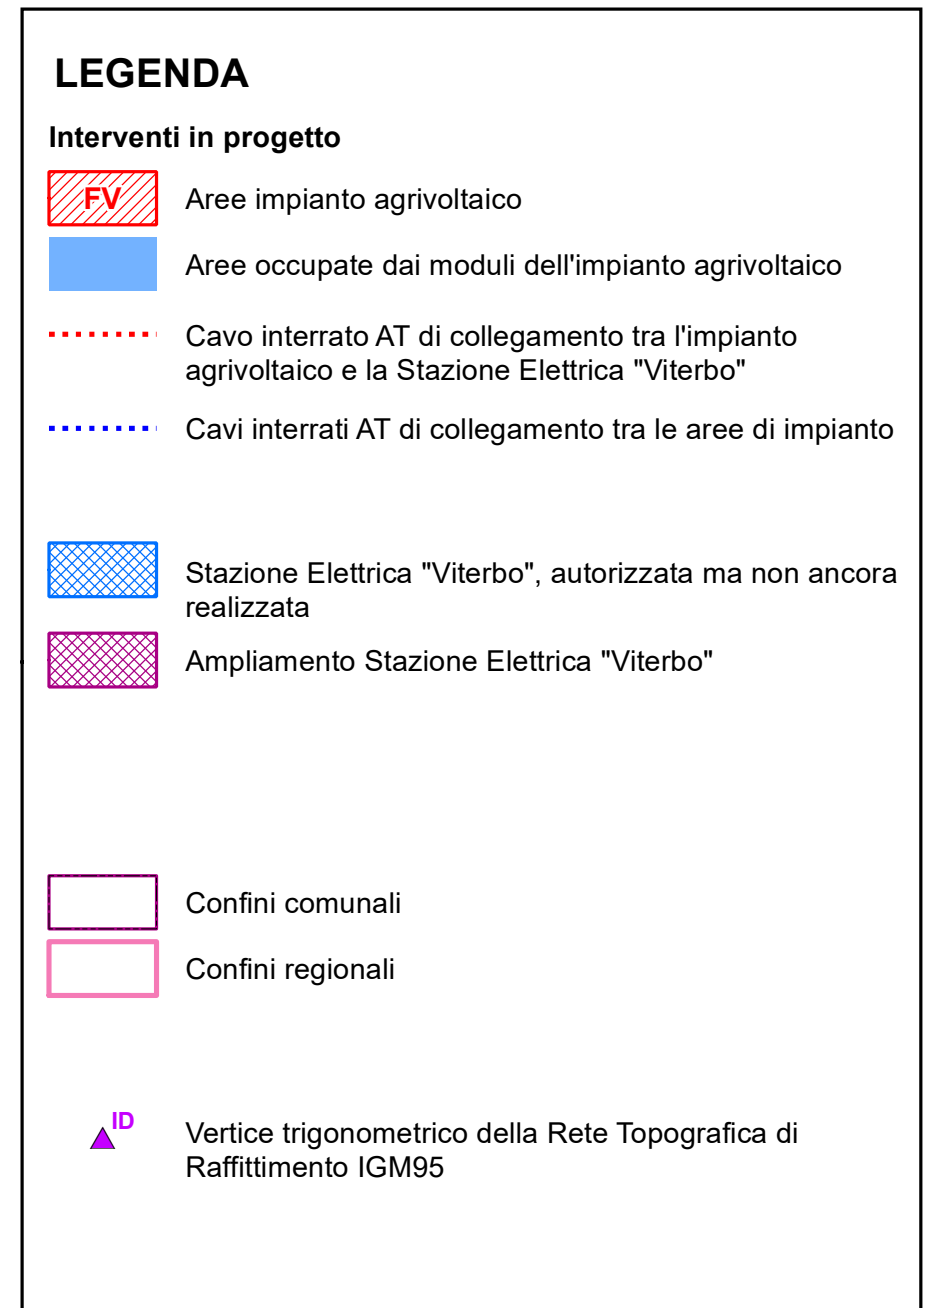 LEGENDA
Interventi in progetto
FV
Aree impianto agrivoltaico
Aree occupate dai moduli dell'impianto agrivoltaico
Cavo interrato AT di collegamento tra l'impianto
agrivoltaico e la Stazione Elettrica "Viterbo"
Cavi interrati AT di collegamento tra le aree di impianto
Stazione Elettrica "Viterbo", autorizzata ma non ancora
realizzata
Ampliamento Stazione Elettrica "Viterbo"
Confini comunali
Confini regionali
ID
Vertice trigonometrico della Rete Topografica di
Raffittimento IGM95